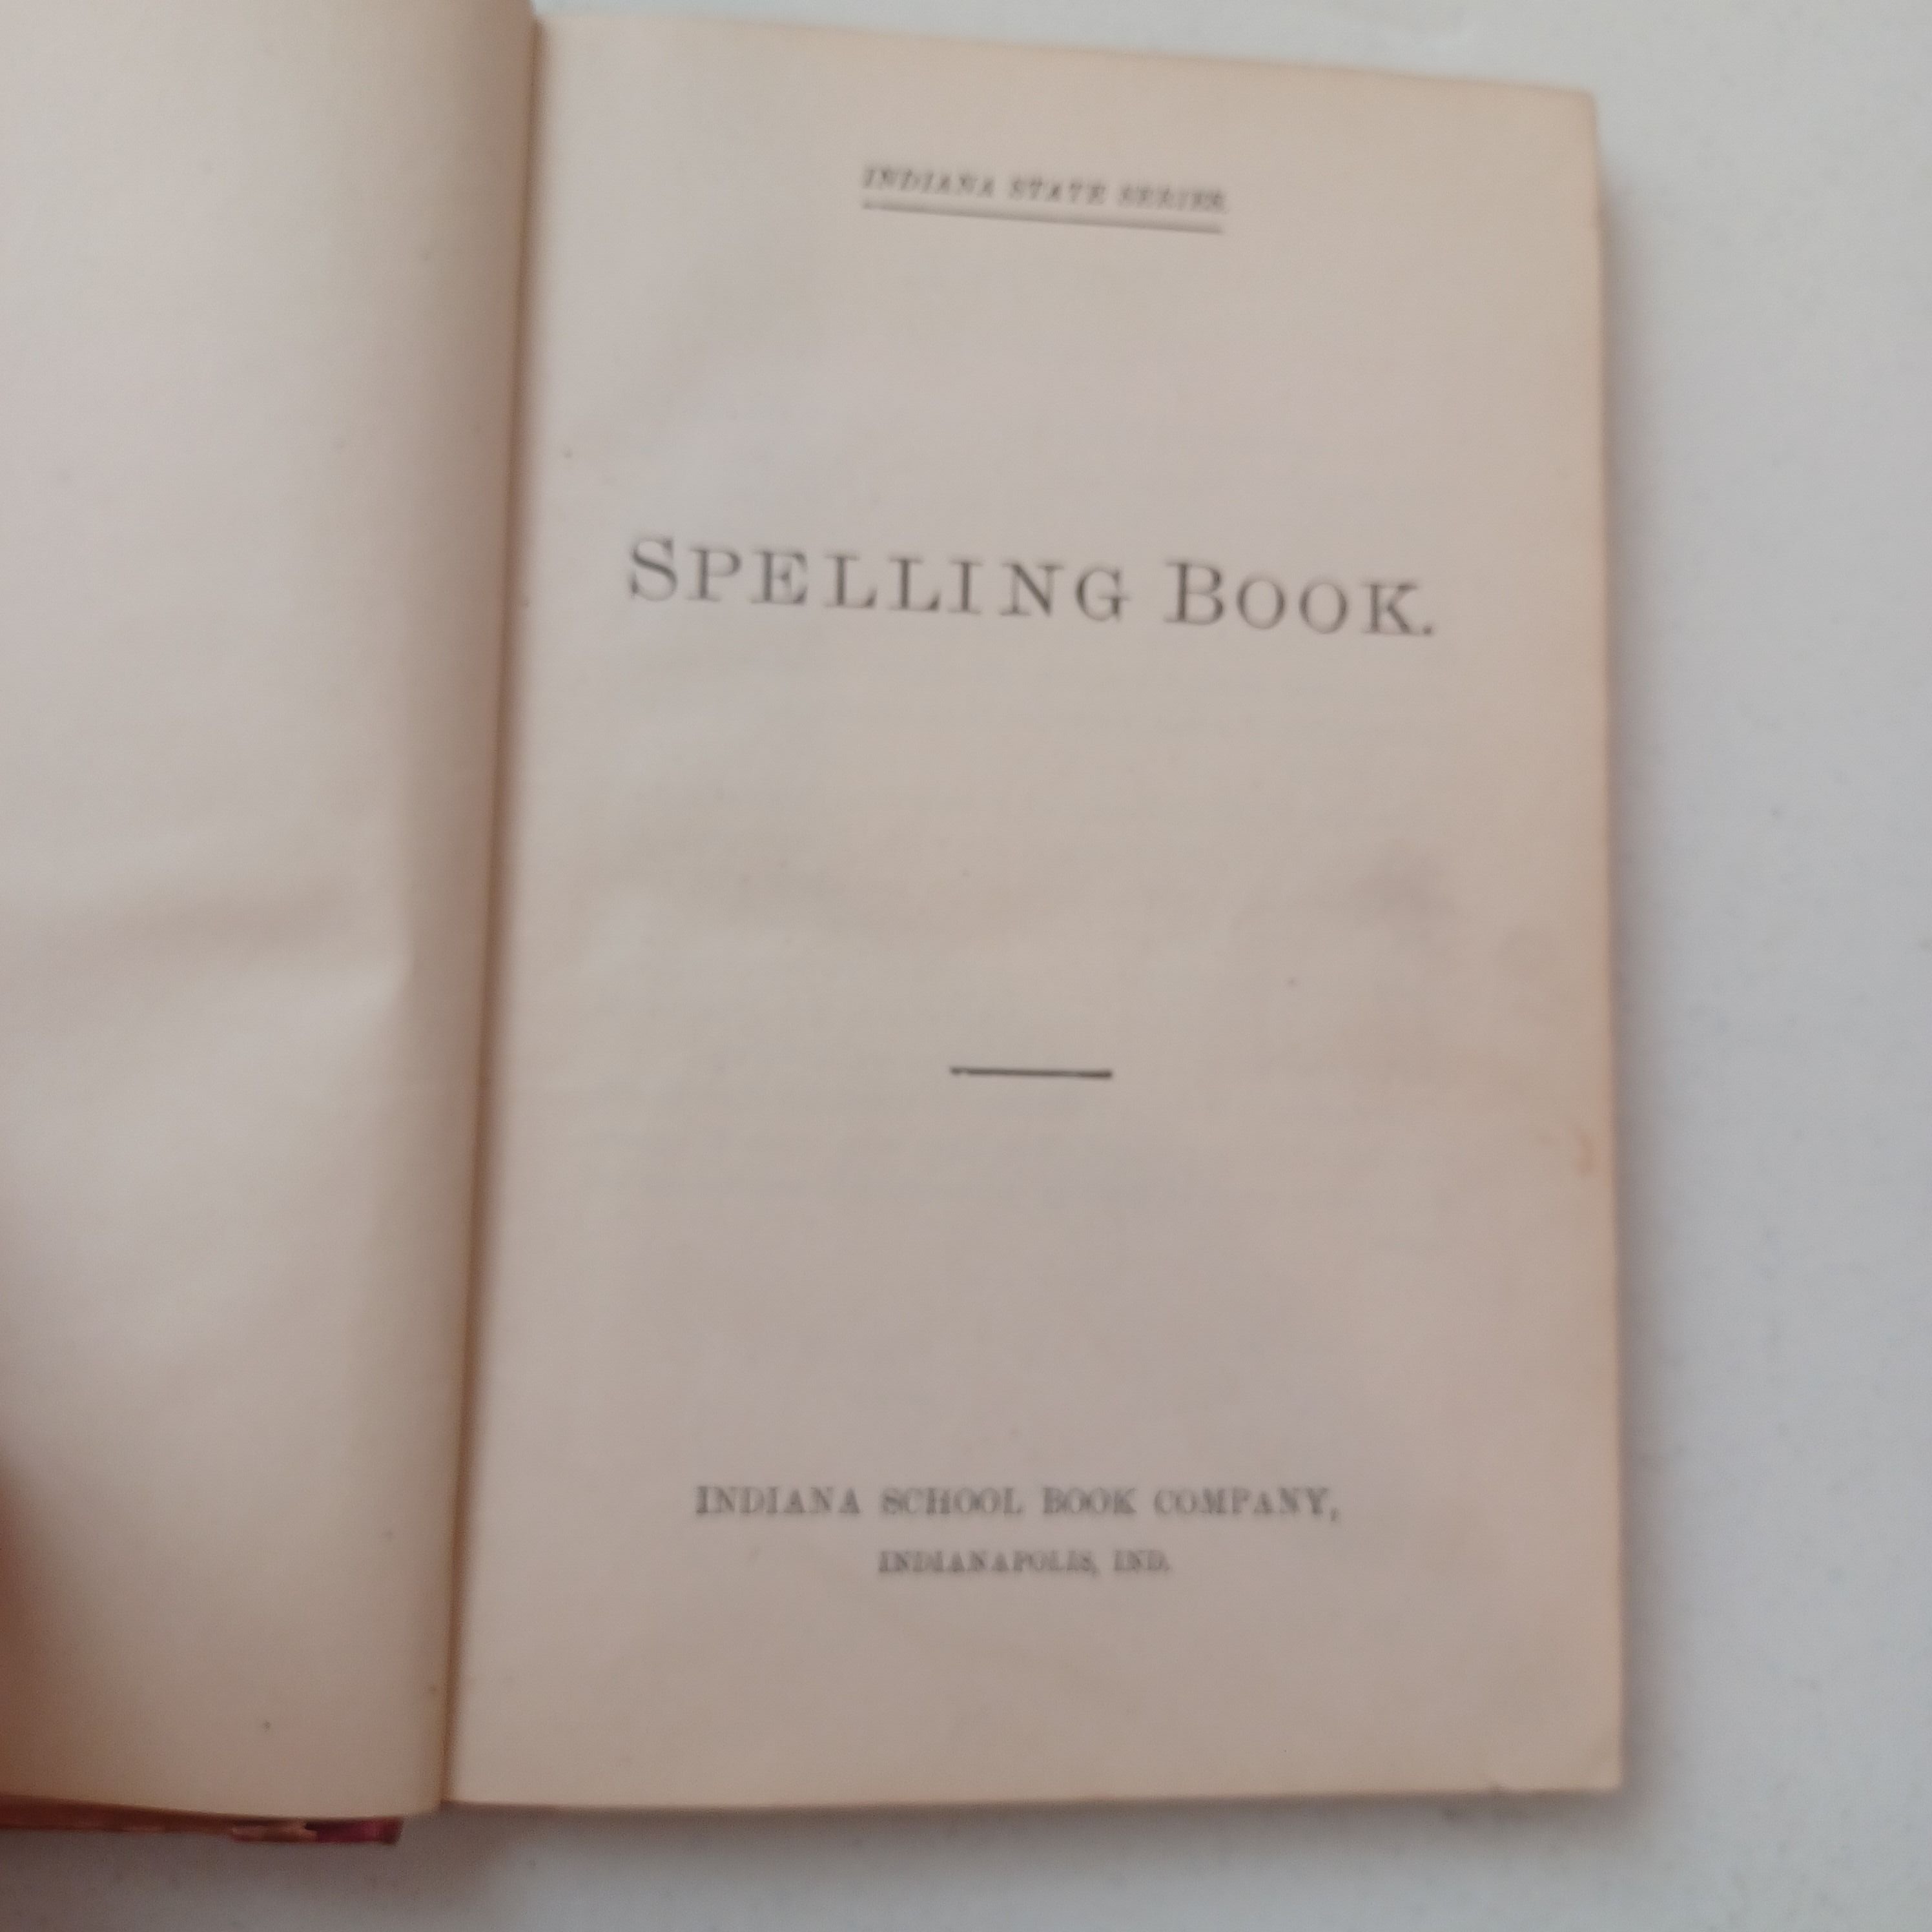 INDIANA STATE SERIES.
SPELLING BOOK.
INDIANA SCHOOL BOOK COMPANY,
INDIANAPOLIS, IND.